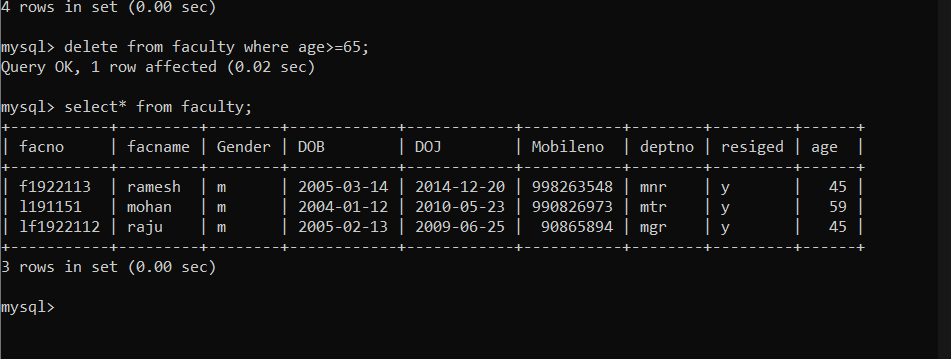 4 rows in set (0.00 sec)
mysql> delete from faculty where age>=65;
Query OK, 1 row affected (0.02 sec)
mysql> select* from faculty;
+-----------+---------+--------+------------+------------+-----------+--------+---------+------+
| facno     | facname | Gender | DOB        | DOJ        | Mobileno  | deptno | resiged | age  |
+-----------+---------+--------+------------+------------+-----------+--------+---------+------+
| f1922113  | ramesh  | m      | 2005-03-14 | 2014-12-20 | 998263548 | mnr    | y       |   45 |
| l191151   | mohan   | m      | 2004-01-12 | 2010-05-23 | 990826973 | mtr    | y       |   59 |
| lf1922112 | raju    | m      | 2005-02-13 | 2009-06-25 |  90865894 | mgr    | y       |   45 |
+-----------+---------+--------+------------+------------+-----------+--------+---------+------+
3 rows in set (0.00 sec)
mysql>